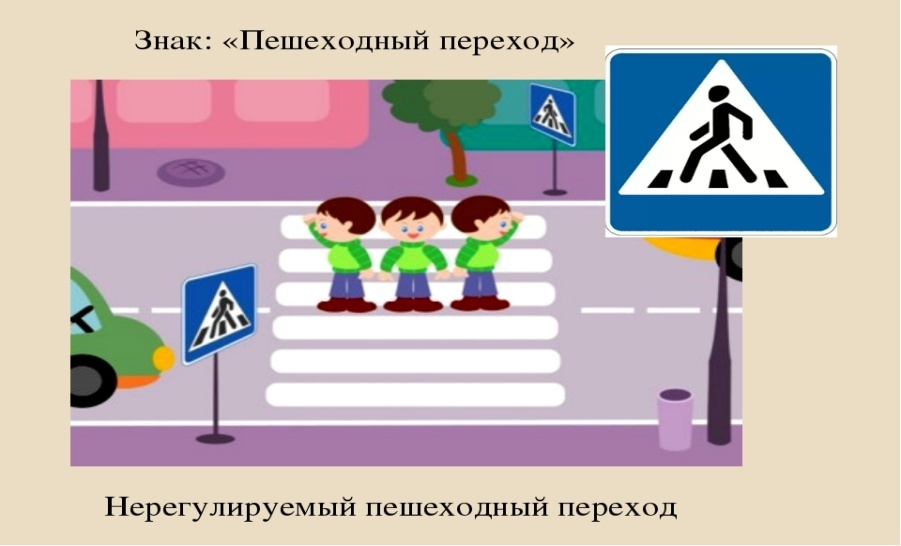 Знак: «Пешеходный переход»
Нерегулируемый пешеходный переход